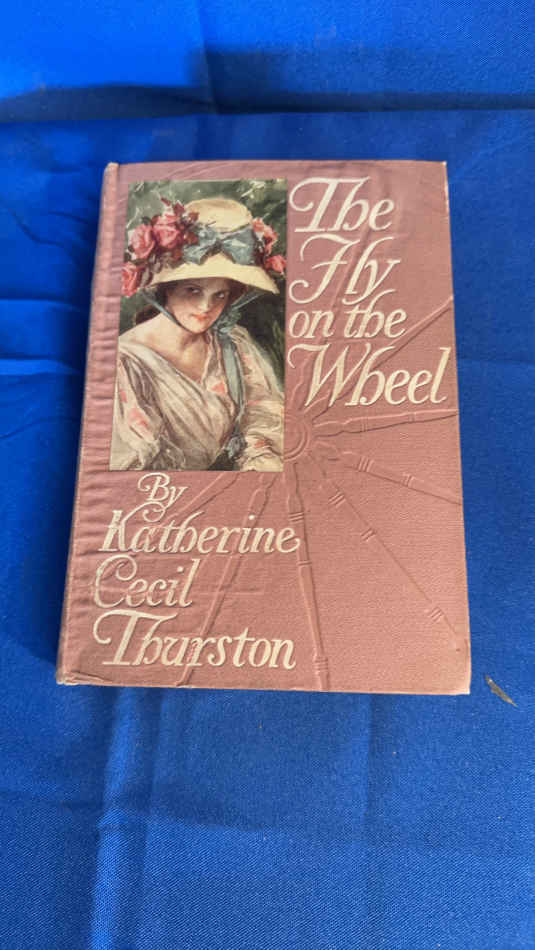 The
Fly
on the
Wheel
By
Katherine
Cecil
Thurston